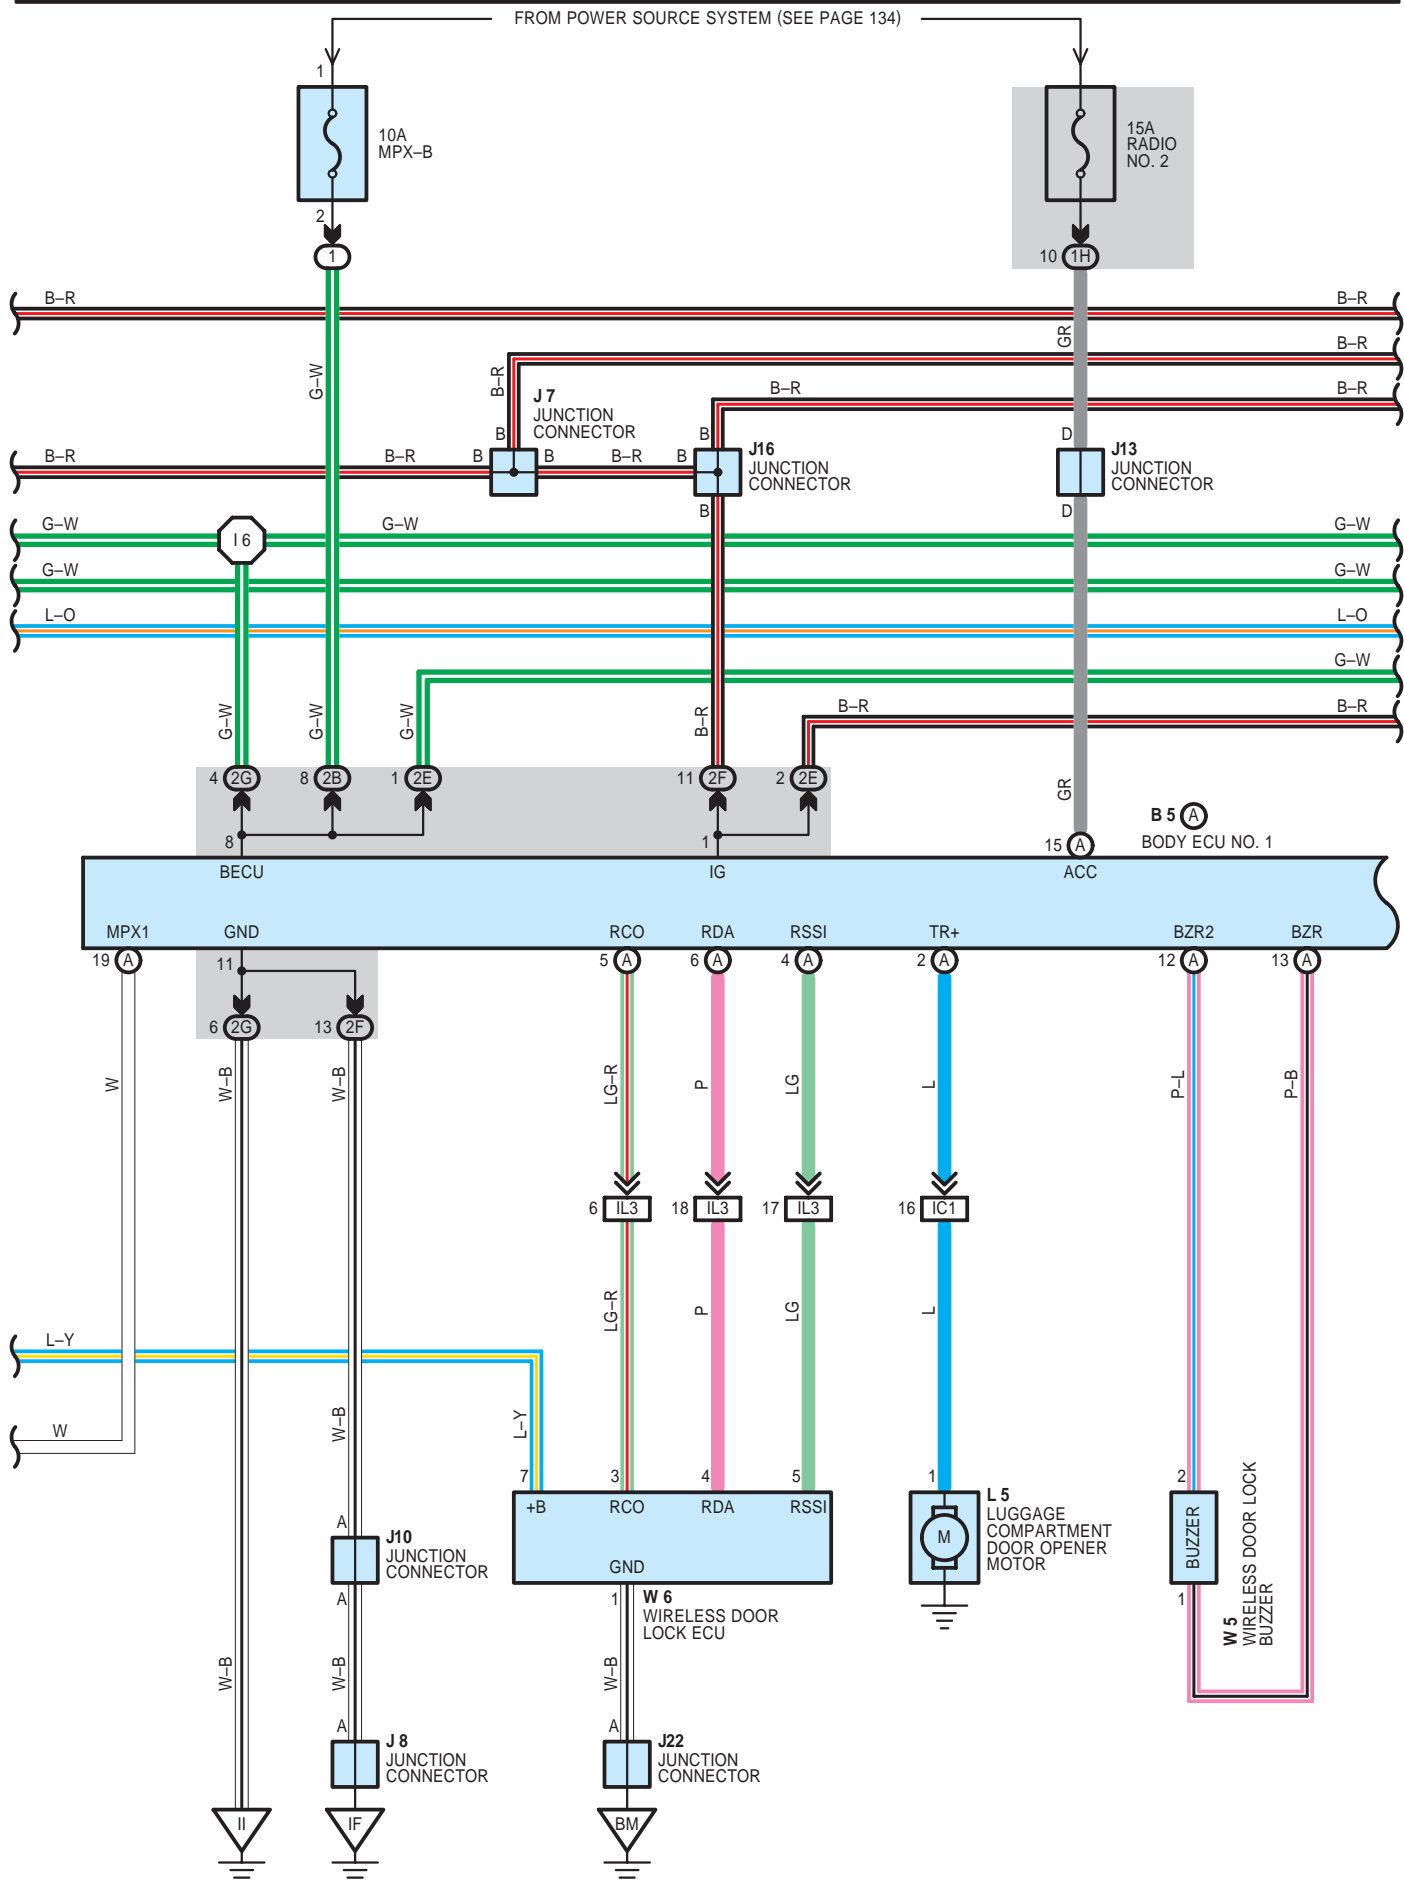 FROM POWER SOURCE SYSTEM (SEE PAGE 134)
1
10A
MPX–B
2
1
15A
RADIO
NO. 2
10 1H
B–R B–R
GR
B–R
G–W
B–R
B–R B–R
J 7
JUNCTION
CONNECTOR
B B D
B–R B–R B B B–R B
J16
JUNCTION
CONNECTOR
J13
JUNCTION
CONNECTOR
B D
G–W I 6 G–W G–W
G–W G–W
L–O L–O
G–W
B–R B–R
G–W G–W G–W B–R
4 2G 8 2B 1 2E 11 2F 2 2E
GR
B 5 A
BODY ECU NO. 1
8 1 15 A
BECU IG ACC
MPX1 GND RCO RDA RSSI TR+ BZR2 BZR
19 A 11 5 A 6 A 4 A 2 A 12 A 13 A
6 2G 13 2F
W W–B W–B LG–R P LG L P–L P–B
6 IL3 18 IL3 17 IL3 16 IC1
LG–R P LG L
L–Y
W
W–B L–Y
7 3 4 5 1 2
+B RCO RDA RSSI
GND
L 5
LUGGAGE
COMPARTMENT
DOOR OPENER
MOTOR
M
BUZZER
1
W 5
WIRELESS DOOR LOCK
BUZZER
A
J10
JUNCTION
CONNECTOR
A
1
W 6
WIRELESS DOOR
LOCK ECU
W–B W–B W–B
A
J 8
JUNCTION
CONNECTOR
A
J22
JUNCTION
CONNECTOR
II IF BM